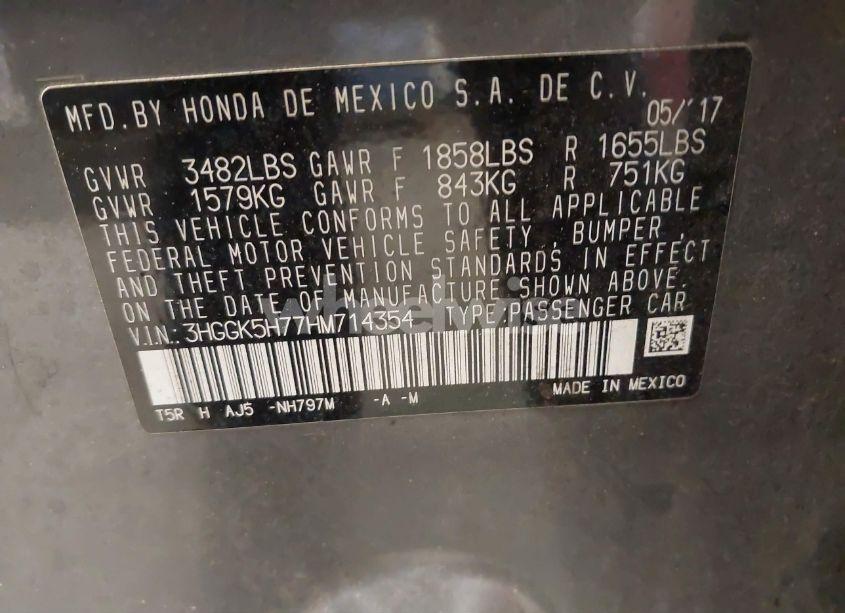 MFD. BY HONDA DE MEXICO S.A. DE C.V.
05/'17
GVWR 3482LBS GAWR F 1858LBS R 1655LBS
GVWR 1579KG GAWR F 843KG R 751KG
THIS VEHICLE CONFORMS TO ALL APPLICABLE
FEDERAL MOTOR VEHICLE SAFETY, BUMPER,
AND THEFT PREVENTION STANDARDS IN EFFECT
ON THE DATE OF MANUFACTURE SHOWN ABOVE.
V.I.N: 3HGGK5H77HM714354 TYPE:PASSENGER CAR
T5R H AJ5 -NH797M -A -M
MADE IN MEXICO